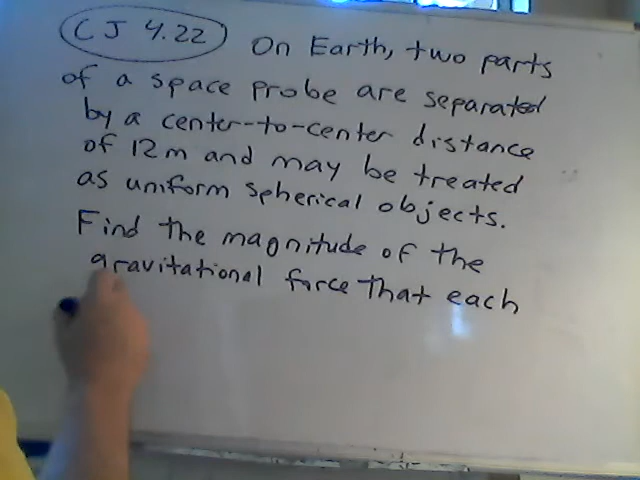 CJ 4.22 On Earth, two parts
of a space probe are separated
by a center-to-center distance
of 12m and may be treated
as uniform spherical objects.
Find the magnitude of the
gravitational force that each